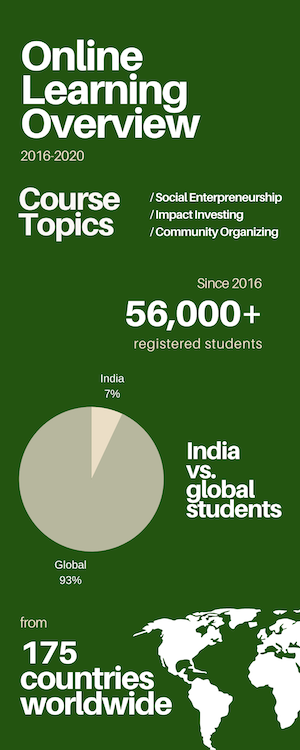 Online
Learning
Overview
2016-2020
Course
Topics
/ Social Enterpreneurship
/ Impact Investing
/ Community Organizing
Since 2016
56,000+
registered students
India
7%
India
vs.
global
students
Global
93%
from
175
countries
worldwide